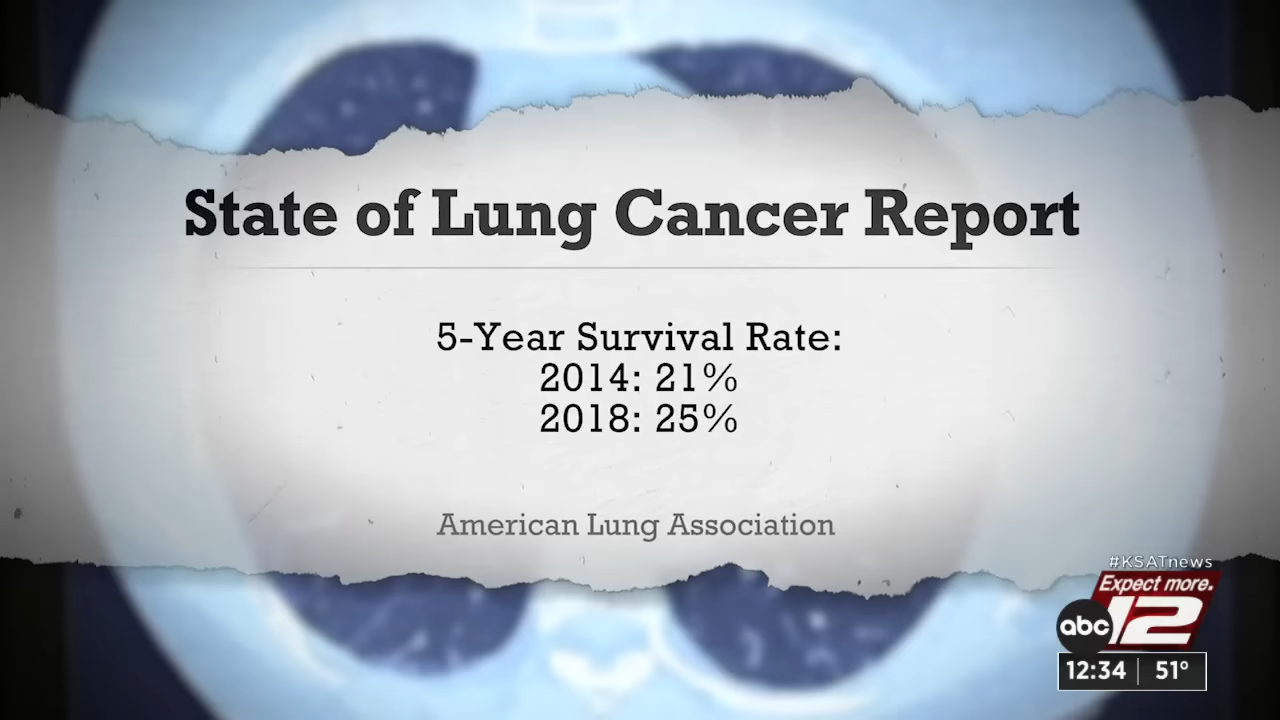 State of Lung Cancer Report
5-Year Survival Rate:
2014: 21%
2018: 25%
American Lung Association
#KSATnews
Expect more.
abc 12
12:34 51°